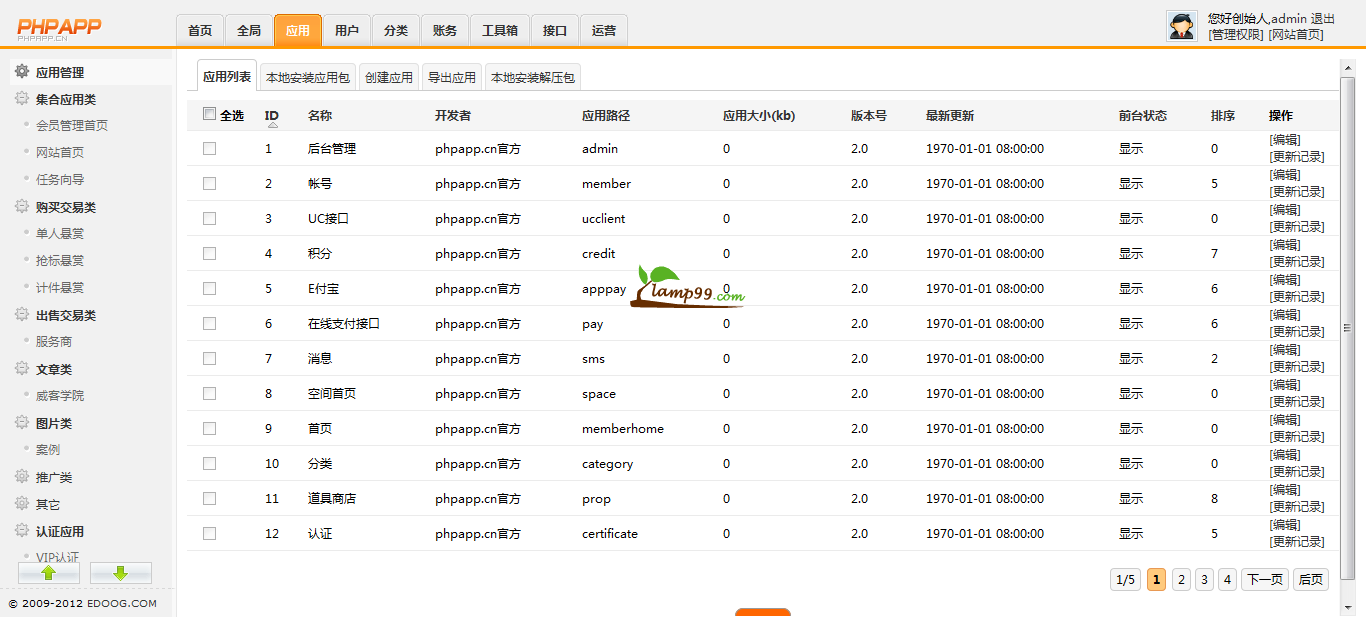 PHPAPP
PHPAPP.CN
首页 全局 应用 用户 分类 账务 工具箱 接口 运营
您好创始人,admin 退出
[管理权限] [网站首页]
应用管理
集合应用类
会员管理首页
网站首页
任务向导
购买交易类
单人悬赏
抢标悬赏
计件悬赏
出售交易类
服务商
文章类
威客学院
图片类
案例
推广类
其它
认证应用
VIP认证
© 2009-2012 EDOOG.COM
应用列表 本地安装应用包 创建应用 导出应用 本地安装解压包
全选 ID 名称 开发者 应用路径 应用大小(kb) 版本号 最新更新 前台状态 排序 操作
1 后台管理 phpapp.cn官方 admin 0 2.0 1970-01-01 08:00:00 显示 0 [编辑]
[更新记录]
2 帐号 phpapp.cn官方 member 0 2.0 1970-01-01 08:00:00 显示 5 [编辑]
[更新记录]
3 UC接口 phpapp.cn官方 ucclient 0 2.0 1970-01-01 08:00:00 显示 0 [编辑]
[更新记录]
4 积分 phpapp.cn官方 credit 0 2.0 1970-01-01 08:00:00 显示 7 [编辑]
[更新记录]
5 E付宝 phpapp.cn官方 apppay 0 2.0 1970-01-01 08:00:00 显示 6 [编辑]
[更新记录]
lamp99.com
6 在线支付接口 phpapp.cn官方 pay 0 2.0 1970-01-01 08:00:00 显示 6 [编辑]
[更新记录]
7 消息 phpapp.cn官方 sms 0 2.0 1970-01-01 08:00:00 显示 2 [编辑]
[更新记录]
8 空间首页 phpapp.cn官方 space 0 2.0 1970-01-01 08:00:00 显示 0 [编辑]
[更新记录]
9 首页 phpapp.cn官方 memberhome 0 2.0 1970-01-01 08:00:00 显示 0 [编辑]
[更新记录]
10 分类 phpapp.cn官方 category 0 2.0 1970-01-01 08:00:00 显示 0 [编辑]
[更新记录]
11 道具商店 phpapp.cn官方 prop 0 2.0 1970-01-01 08:00:00 显示 8 [编辑]
[更新记录]
12 认证 phpapp.cn官方 certificate 0 2.0 1970-01-01 08:00:00 显示 5 [编辑]
[更新记录]
1/5 1 2 3 4 下一页 后页